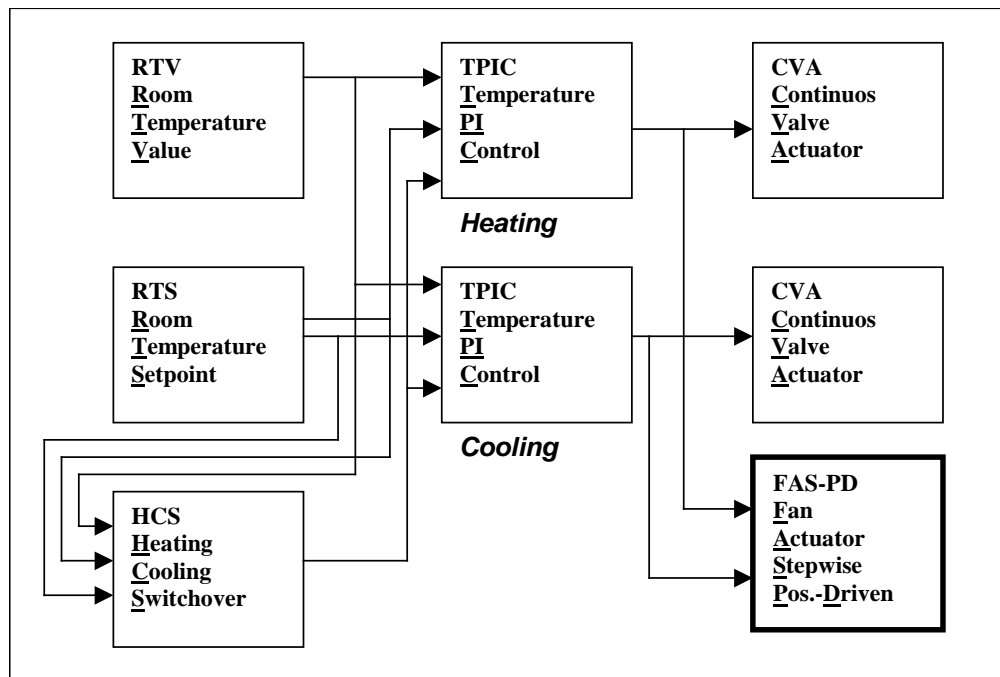 RTV
Room
Temperature
Value
TPIC
Temperature
PI
Control
Heating
CVA
Continuos
Valve
Actuator
RTS
Room
Temperature
Setpoint
TPIC
Temperature
PI
Control
Cooling
CVA
Continuos
Valve
Actuator
HCS
Heating
Cooling
Switchover
FAS-PD
Fan
Actuator
Stepwise
Pos.-Driven